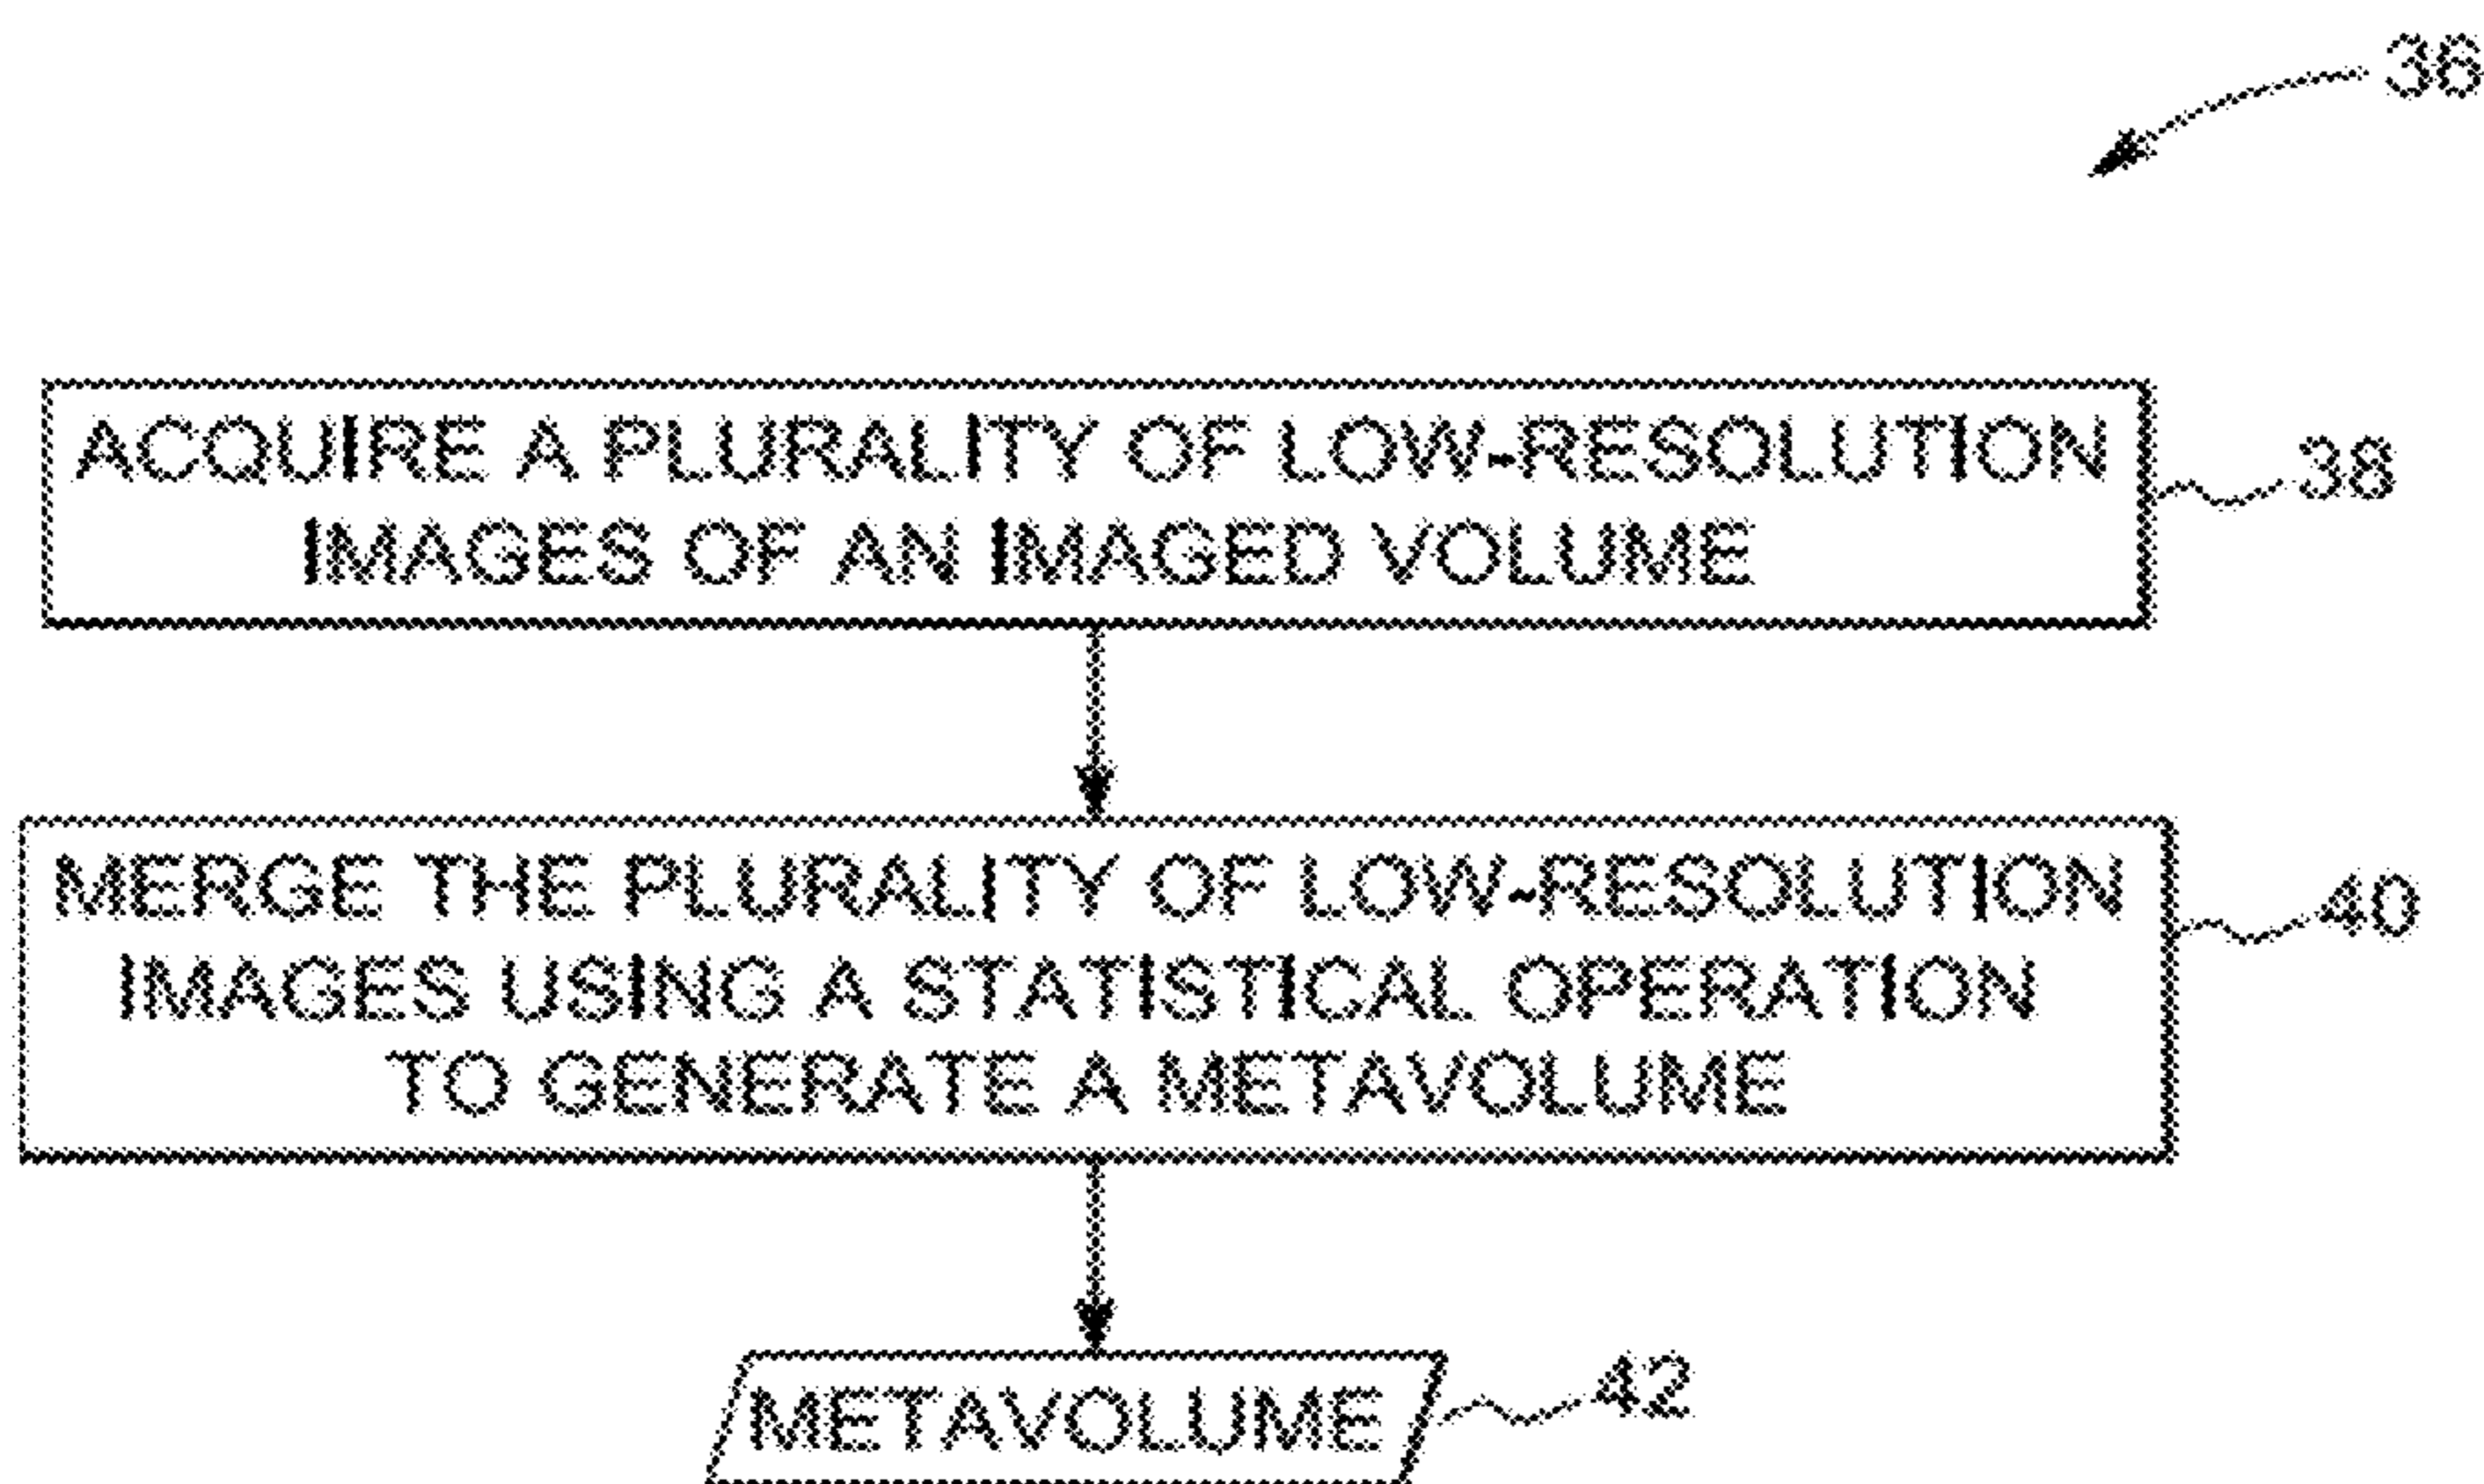 36
ACQUIRE A PLURALITY OF LOW-RESOLUTION
IMAGES OF AN IMAGED VOLUME
38
MERGE THE PLURALITY OF LOW-RESOLUTION
IMAGES USING A STATISTICAL OPERATION
TO GENERATE A METAVOLUME
40
METAVOLUME
42